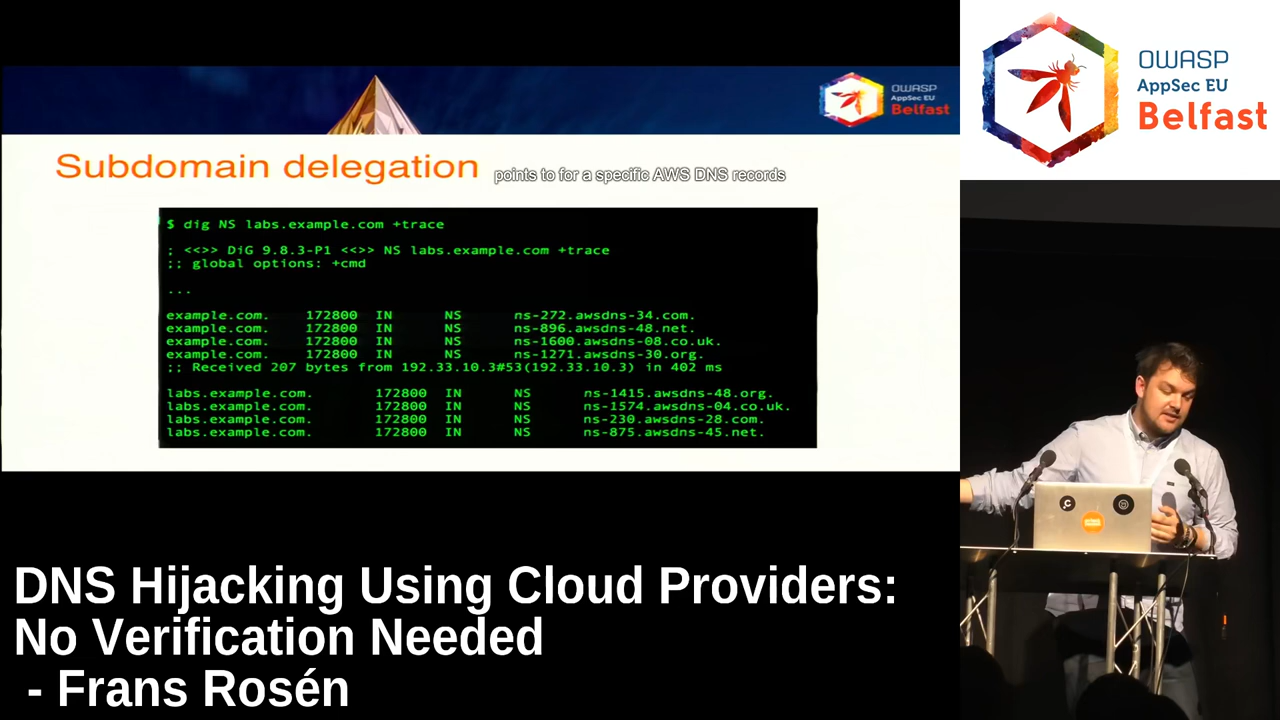 OWASP
AppSec EU
Belfast
OWASP
AppSec EU
Belfast
Subdomain delegation
points to for a specific AWS DNS records
$ dig NS labs.example.com +trace
; <<>> DiG 9.8.3-P1 <<>> NS labs.example.com +trace
;; global options: +cmd
...
example.com. 172800 IN NS ns-272.awsdns-34.com.
example.com. 172800 IN NS ns-896.awsdns-48.net.
example.com. 172800 IN NS ns-1600.awsdns-08.co.uk.
example.com. 172800 IN NS ns-1271.awsdns-30.org.
;; Received 207 bytes from 192.33.10.3#53(192.33.10.3) in 402 ms
labs.example.com. 172800 IN NS ns-1415.awsdns-48.org.
labs.example.com. 172800 IN NS ns-1574.awsdns-04.co.uk.
labs.example.com. 172800 IN NS ns-230.awsdns-28.com.
labs.example.com. 172800 IN NS ns-875.awsdns-45.net.
DNS Hijacking Using Cloud Providers:
No Verification Needed
- Frans Rosén